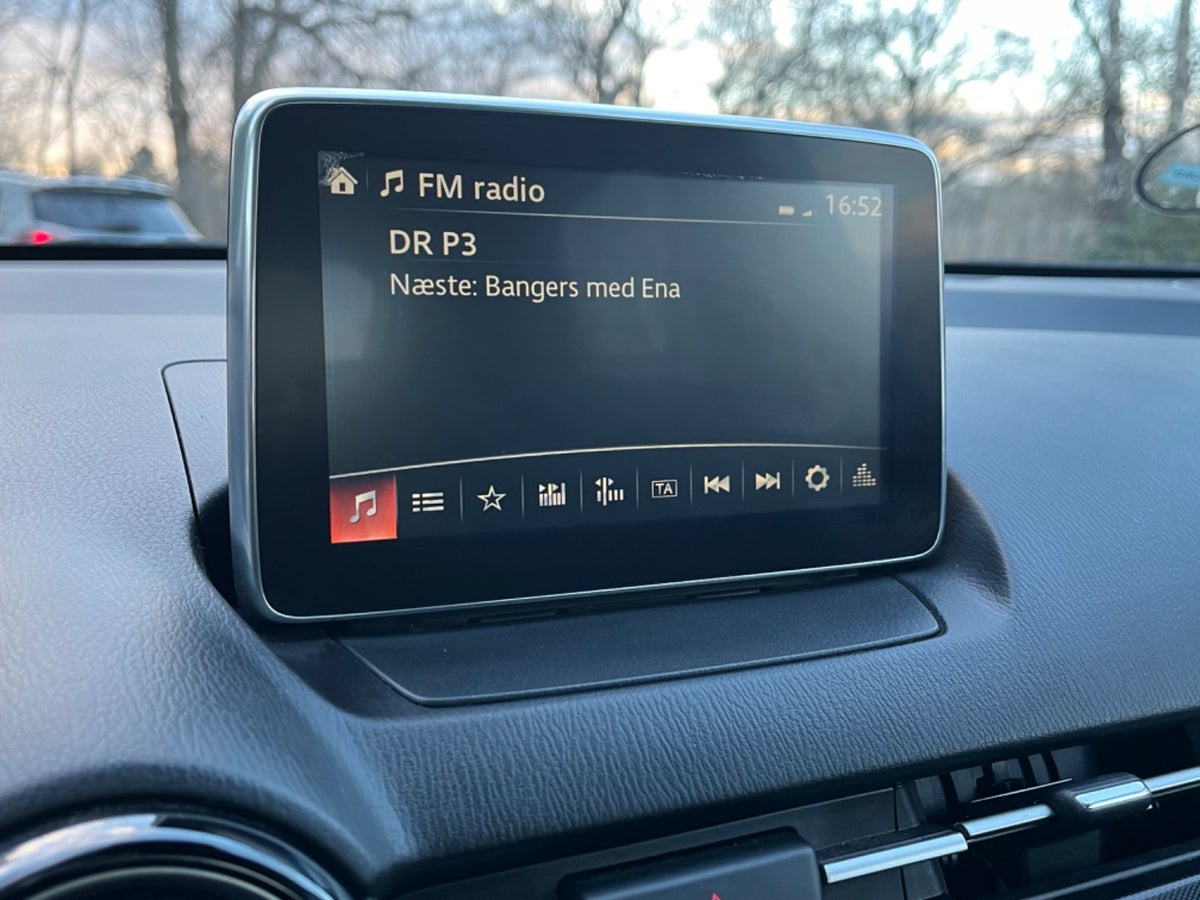 FM radio
16:52
DR P3
Næste: Bangers med Ena
TA